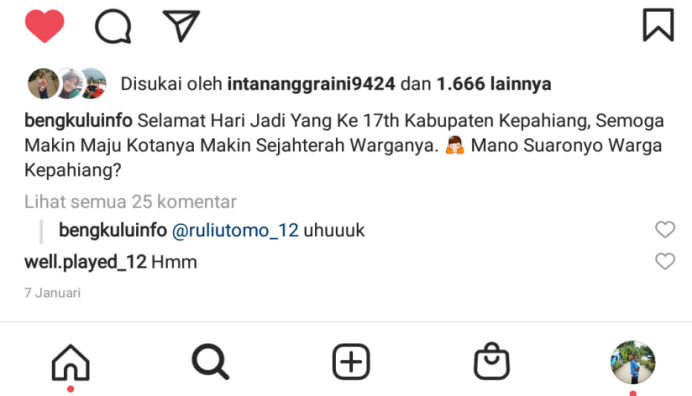 Disukai oleh intananggraini9424 dan 1.666 lainnya
bengkuluinfo Selamat Hari Jadi Yang Ke 17th Kabupaten Kepahiang, Semoga
Makin Maju Kotanya Makin Sejahterah Warganya. 🙇 Mano Suaronyo Warga
Kepahiang?
Lihat semua 25 komentar
bengkuluinfo @ruliutomo_12 uhuuuk
well.played_12 Hmm
7 Januari